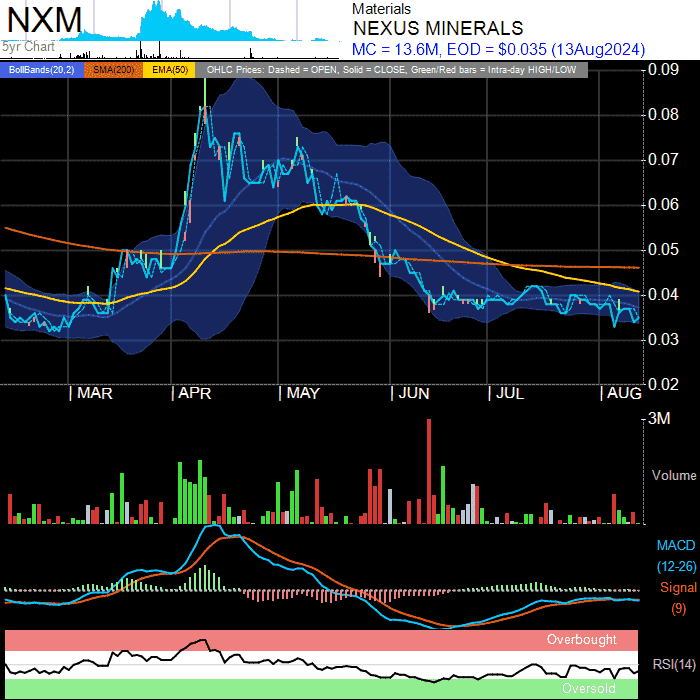 NXM
5yr Chart
Materials
NEXUS MINERALS
MC = 13.6M, EOD = $0.035 (13Aug2024)
BollBands(20,2) SMA(200) EMA(50) OHLC Prices: Dashed = OPEN, Solid = CLOSE, Green/Red bars = Intra-day HIGH/LOW
0.09
0.08
0.07
0.06
0.05
0.04
0.03
0.02
| MAR | APR | MAY | JUN | JUL | AUG
3M
Volume
MACD
(12-26)
Signal
(9)
Overbought
RSI(14)
Oversold